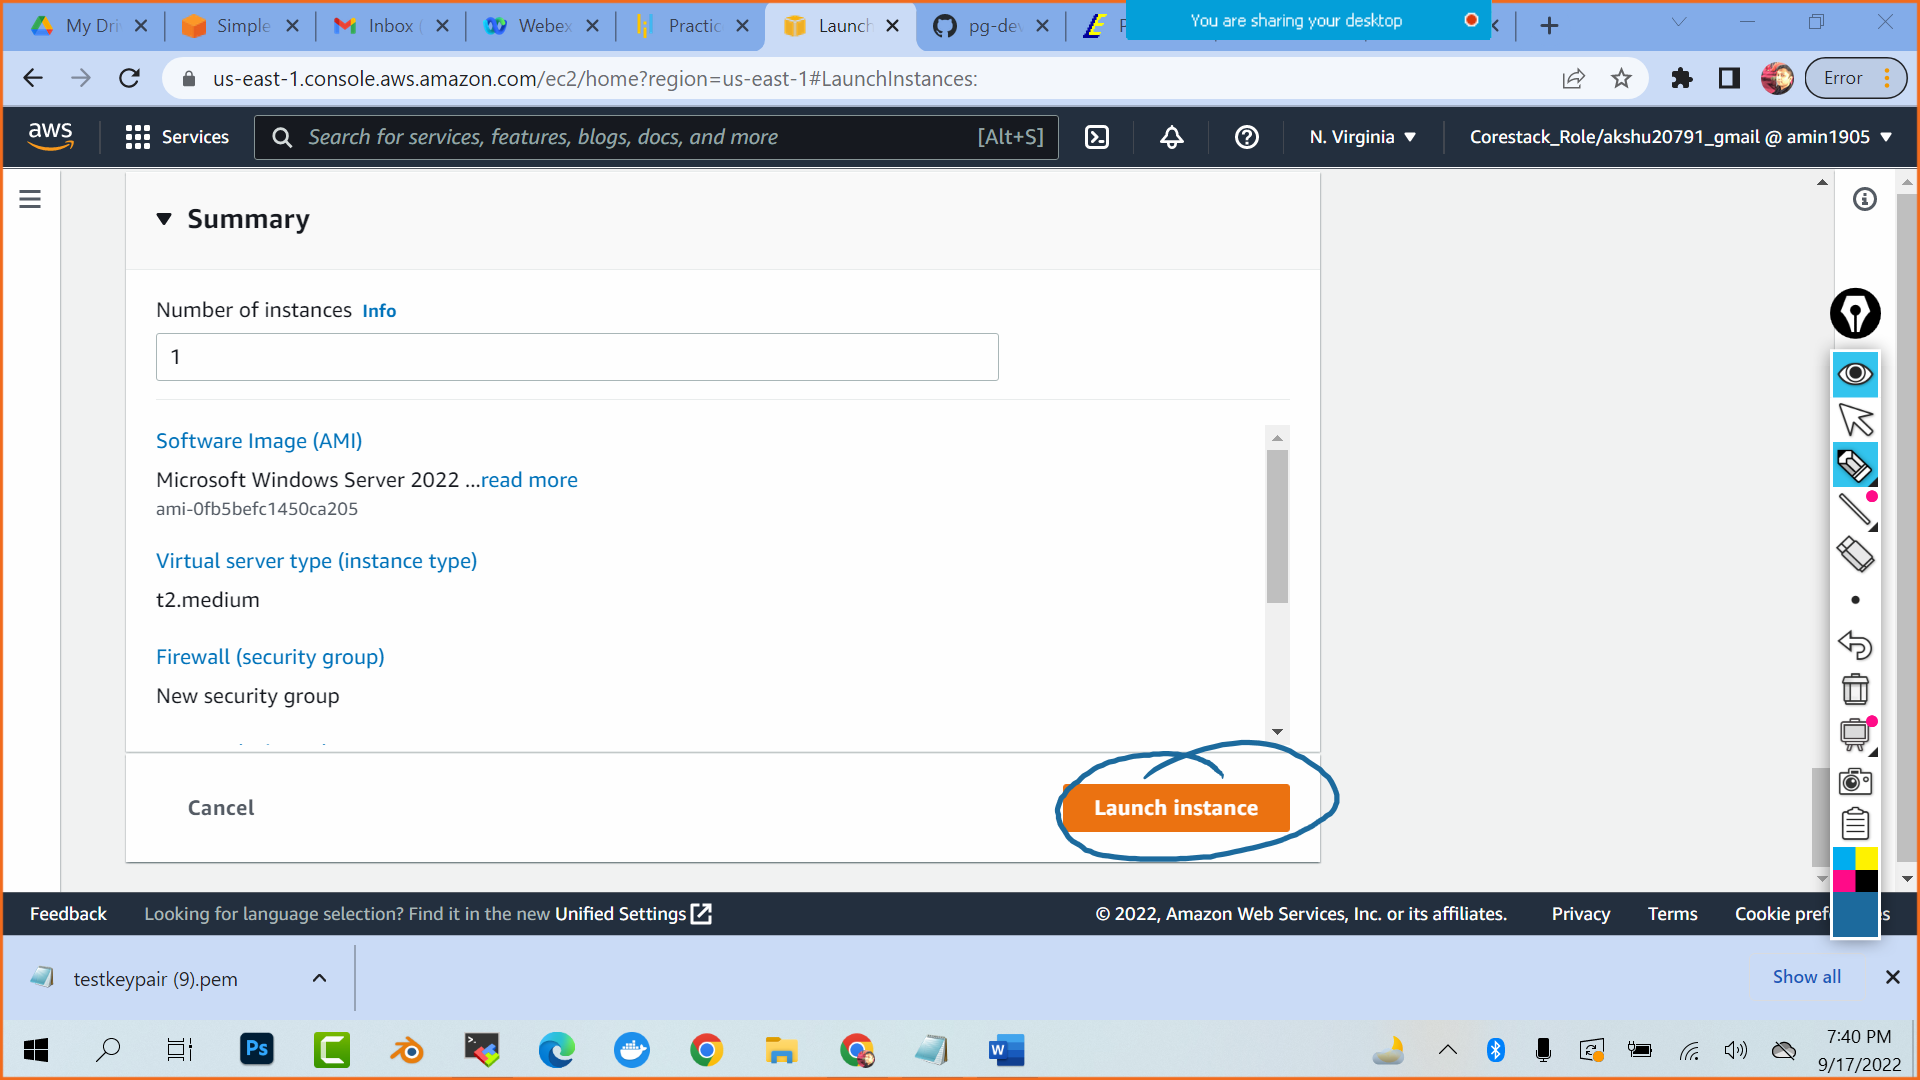 My Dri
Simple
Inbox (
Webex
Practic
Launch
pg-dev
You are sharing your desktop
us-east-1.console.aws.amazon.com/ec2/home?region=us-east-1#LaunchInstances:
Error
aws
Services
Search for services, features, blogs, docs, and more
[Alt+S]
N. Virginia
Corestack_Role/akshu20791_gmail @ amin1905
Summary
Number of instances Info
1
Software Image (AMI)
Microsoft Windows Server 2022 ...read more
ami-0fb5befc1450ca205
Virtual server type (instance type)
t2.medium
Firewall (security group)
New security group
Cancel
Launch instance
Feedback
Looking for language selection? Find it in the new Unified Settings
© 2022, Amazon Web Services, Inc. or its affiliates.
Privacy
Terms
Cookie pref
s
testkeypair (9).pem
Show all
Ps
W
7:40 PM
9/17/2022